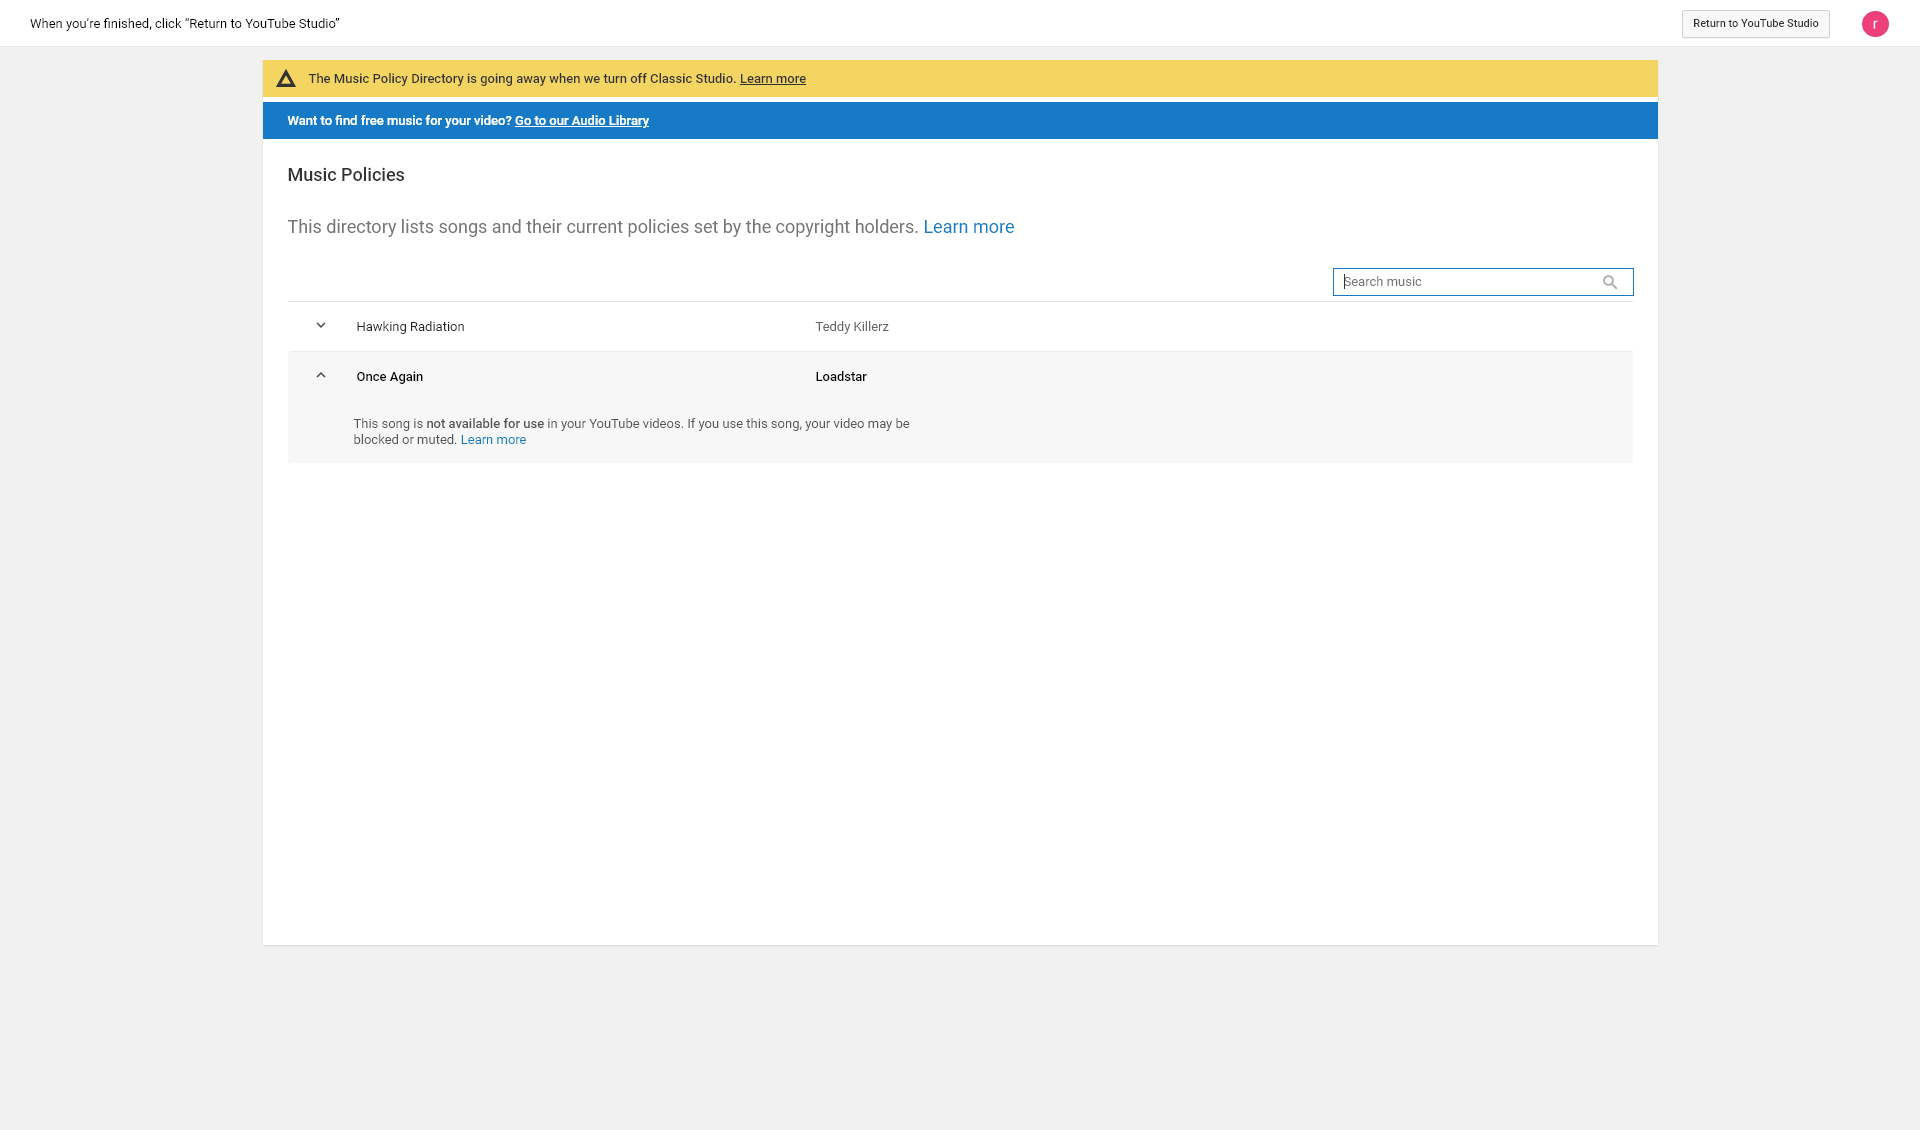 When you're finished, click “Return to YouTube Studio”
Return to YouTube Studio
r
The Music Policy Directory is going away when we turn off Classic Studio. Learn more
Want to find free music for your video? Go to our Audio Library
Music Policies
This directory lists songs and their current policies set by the copyright holders. Learn more
Search music
Hawking Radiation Teddy Killerz
Once Again Loadstar
This song is not available for use in your YouTube videos. If you use this song, your video may be
blocked or muted. Learn more